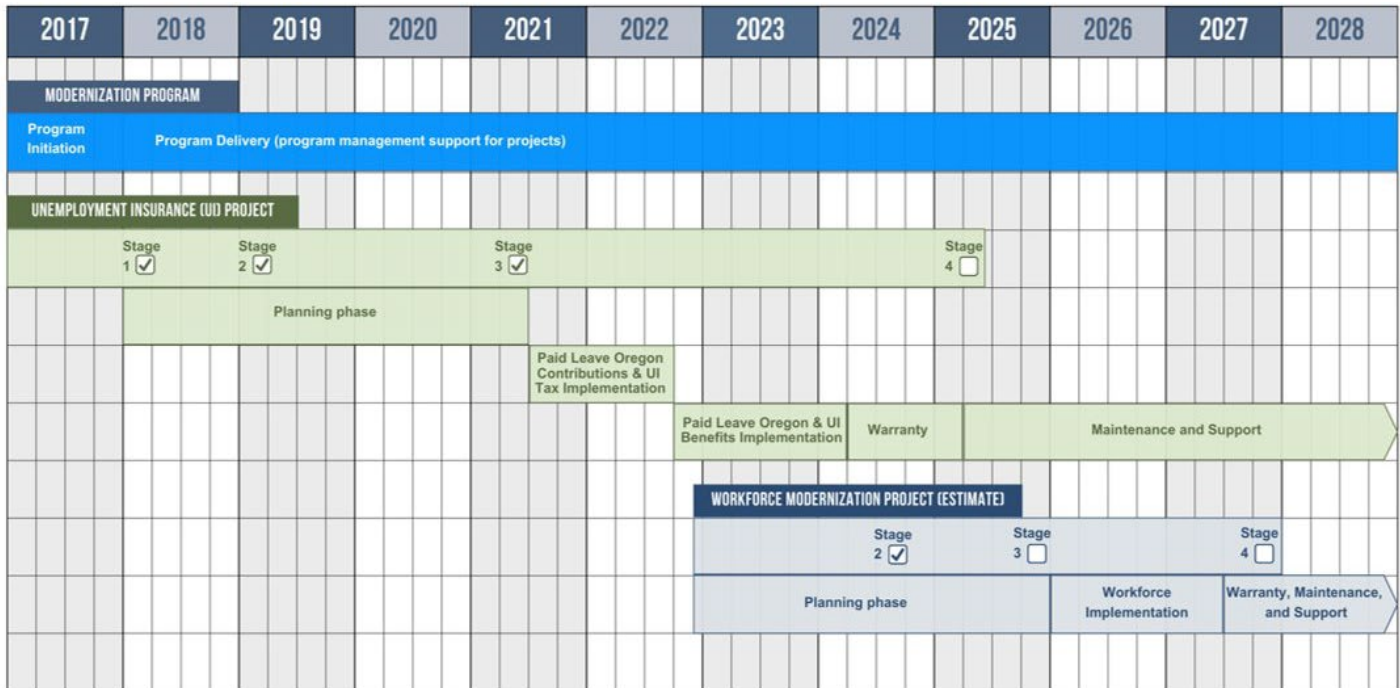 2017 2018 2019 2020 2021 2022 2023 2024 2025 2026 2027 2028
MODERNIZATION PROGRAM
Program
Initiation
Program Delivery (program management support for projects)
UNEMPLOYMENT INSURANCE (UI) PROJECT
Stage
1
Stage
2
Stage
3
Stage
4
Planning phase
Paid Leave Oregon
Contributions & UI
Tax Implementation
Paid Leave Oregon & UI
Benefits Implementation
Warranty
Maintenance and Support
WORKFORCE MODERNIZATION PROJECT (ESTIMATE)
Stage
2
Stage
3
Stage
4
Planning phase
Workforce
Implementation
Warranty, Maintenance,
and Support